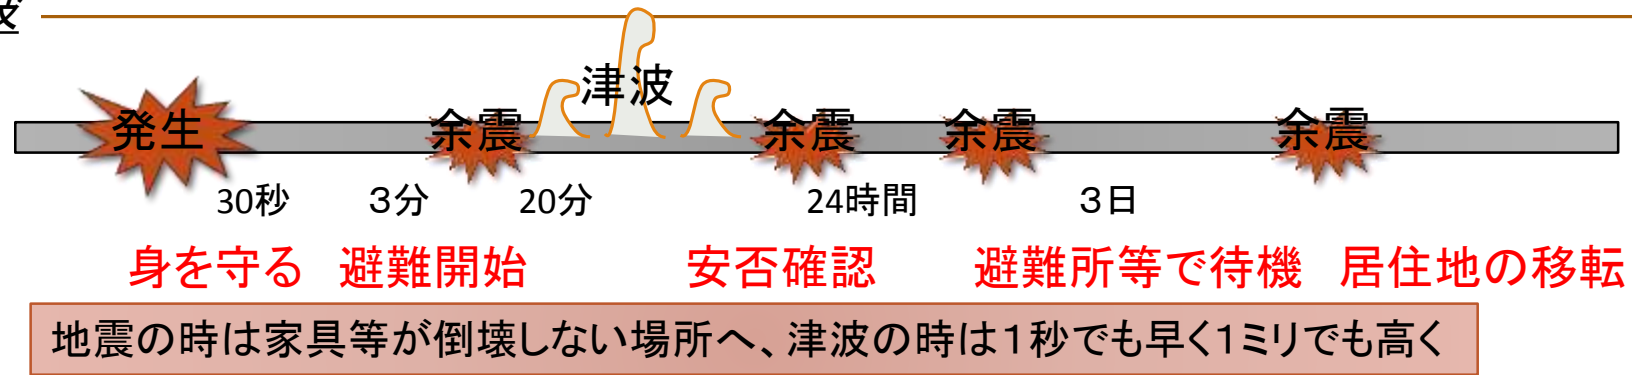 津波
発生 余震 余震 余震 余震
30秒 3分 20分 24時間 3日
身を守る 避難開始 安否確認 避難所等で待機 居住地の移転
地震の時は家具等が倒壊しない場所へ、津波の時は1秒でも早く1ミリでも高く